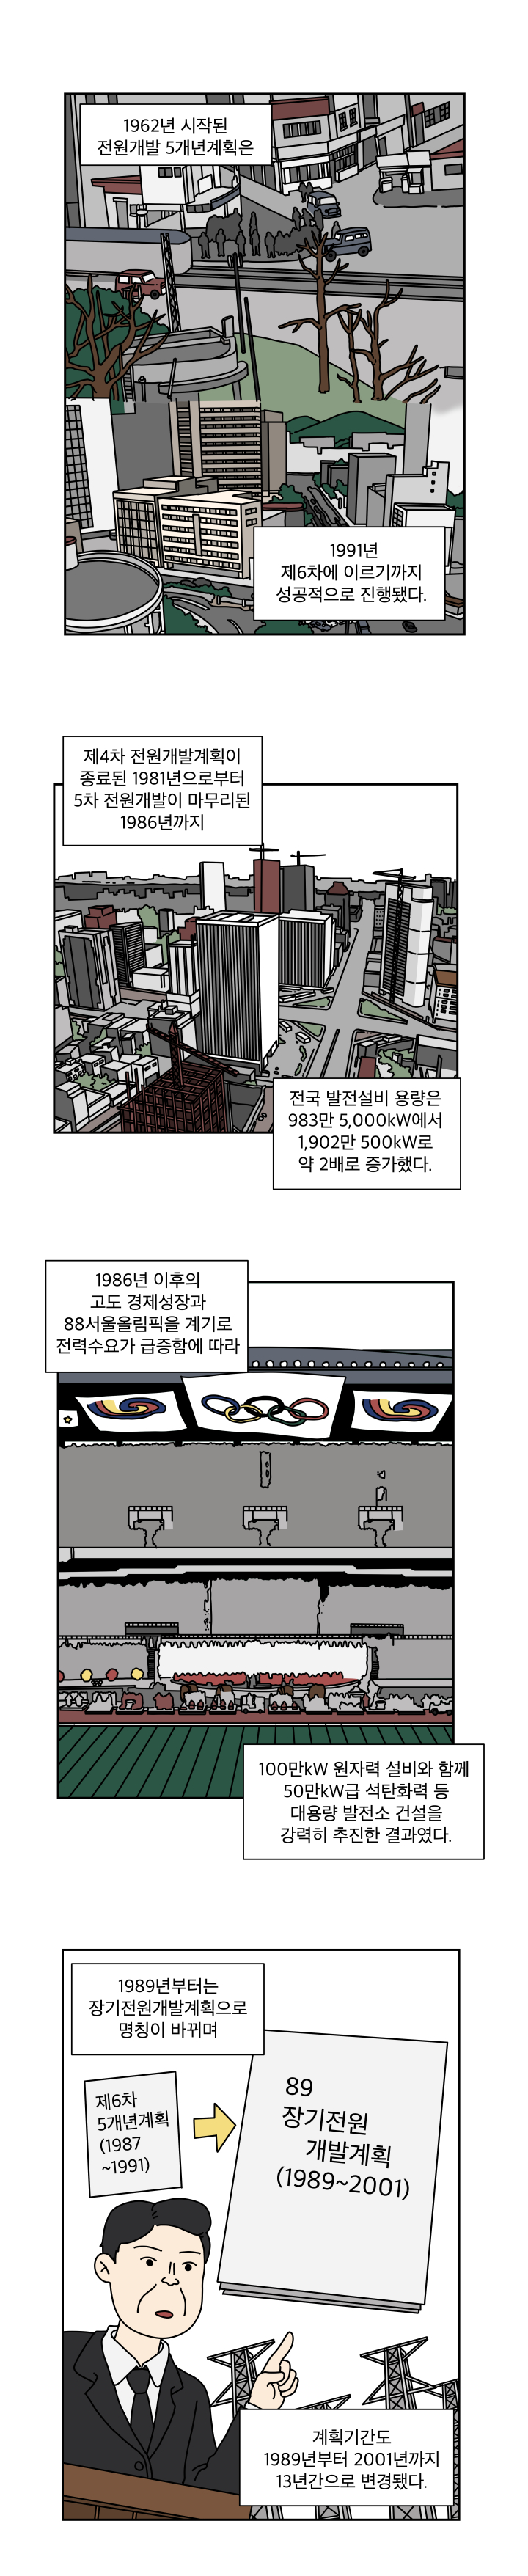 1962년 시작된
전원개발 5개년계획은
1991년
제6차에 이르기까지
성공적으로 진행됐다.
제4차 전원개발계획이
종료된 1981년으로부터
5차 전원개발이 마무리된
1986년까지
전국 발전설비 용량은
983만 5,000kW에서
1,902만 500kW로
약 2배로 증가했다.
1986년 이후의
고도 경제성장과
88서울올림픽을 계기로
전력수요가 급증함에 따라
100만kW 원자력 설비와 함께
50만kW급 석탄화력 등
대용량 발전소 건설을
강력히 추진한 결과였다.
1989년부터는
장기전원개발계획으로
명칭이 바뀌며
제6차
5개년계획
(1987
~1991)
89
장기전원
개발계획
(1989~2001)
계획기간도
1989년부터 2001년까지
13년간으로 변경됐다.